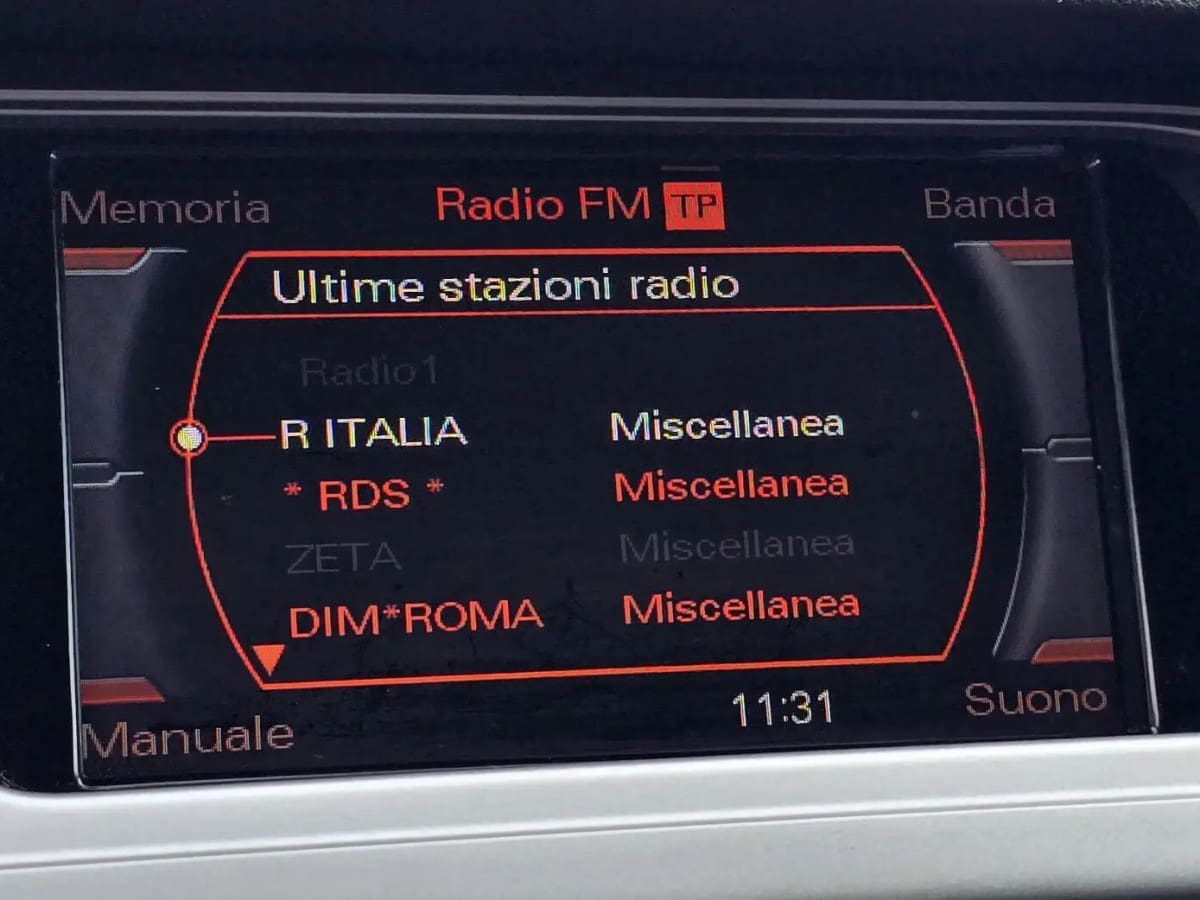 Memoria Radio FM TP Banda
Ultime stazioni radio
Radio1
R ITALIA Miscellanea
* RDS * Miscellanea
ZETA Miscellanea
DIM*ROMA Miscellanea
11:31
Manuale Suono